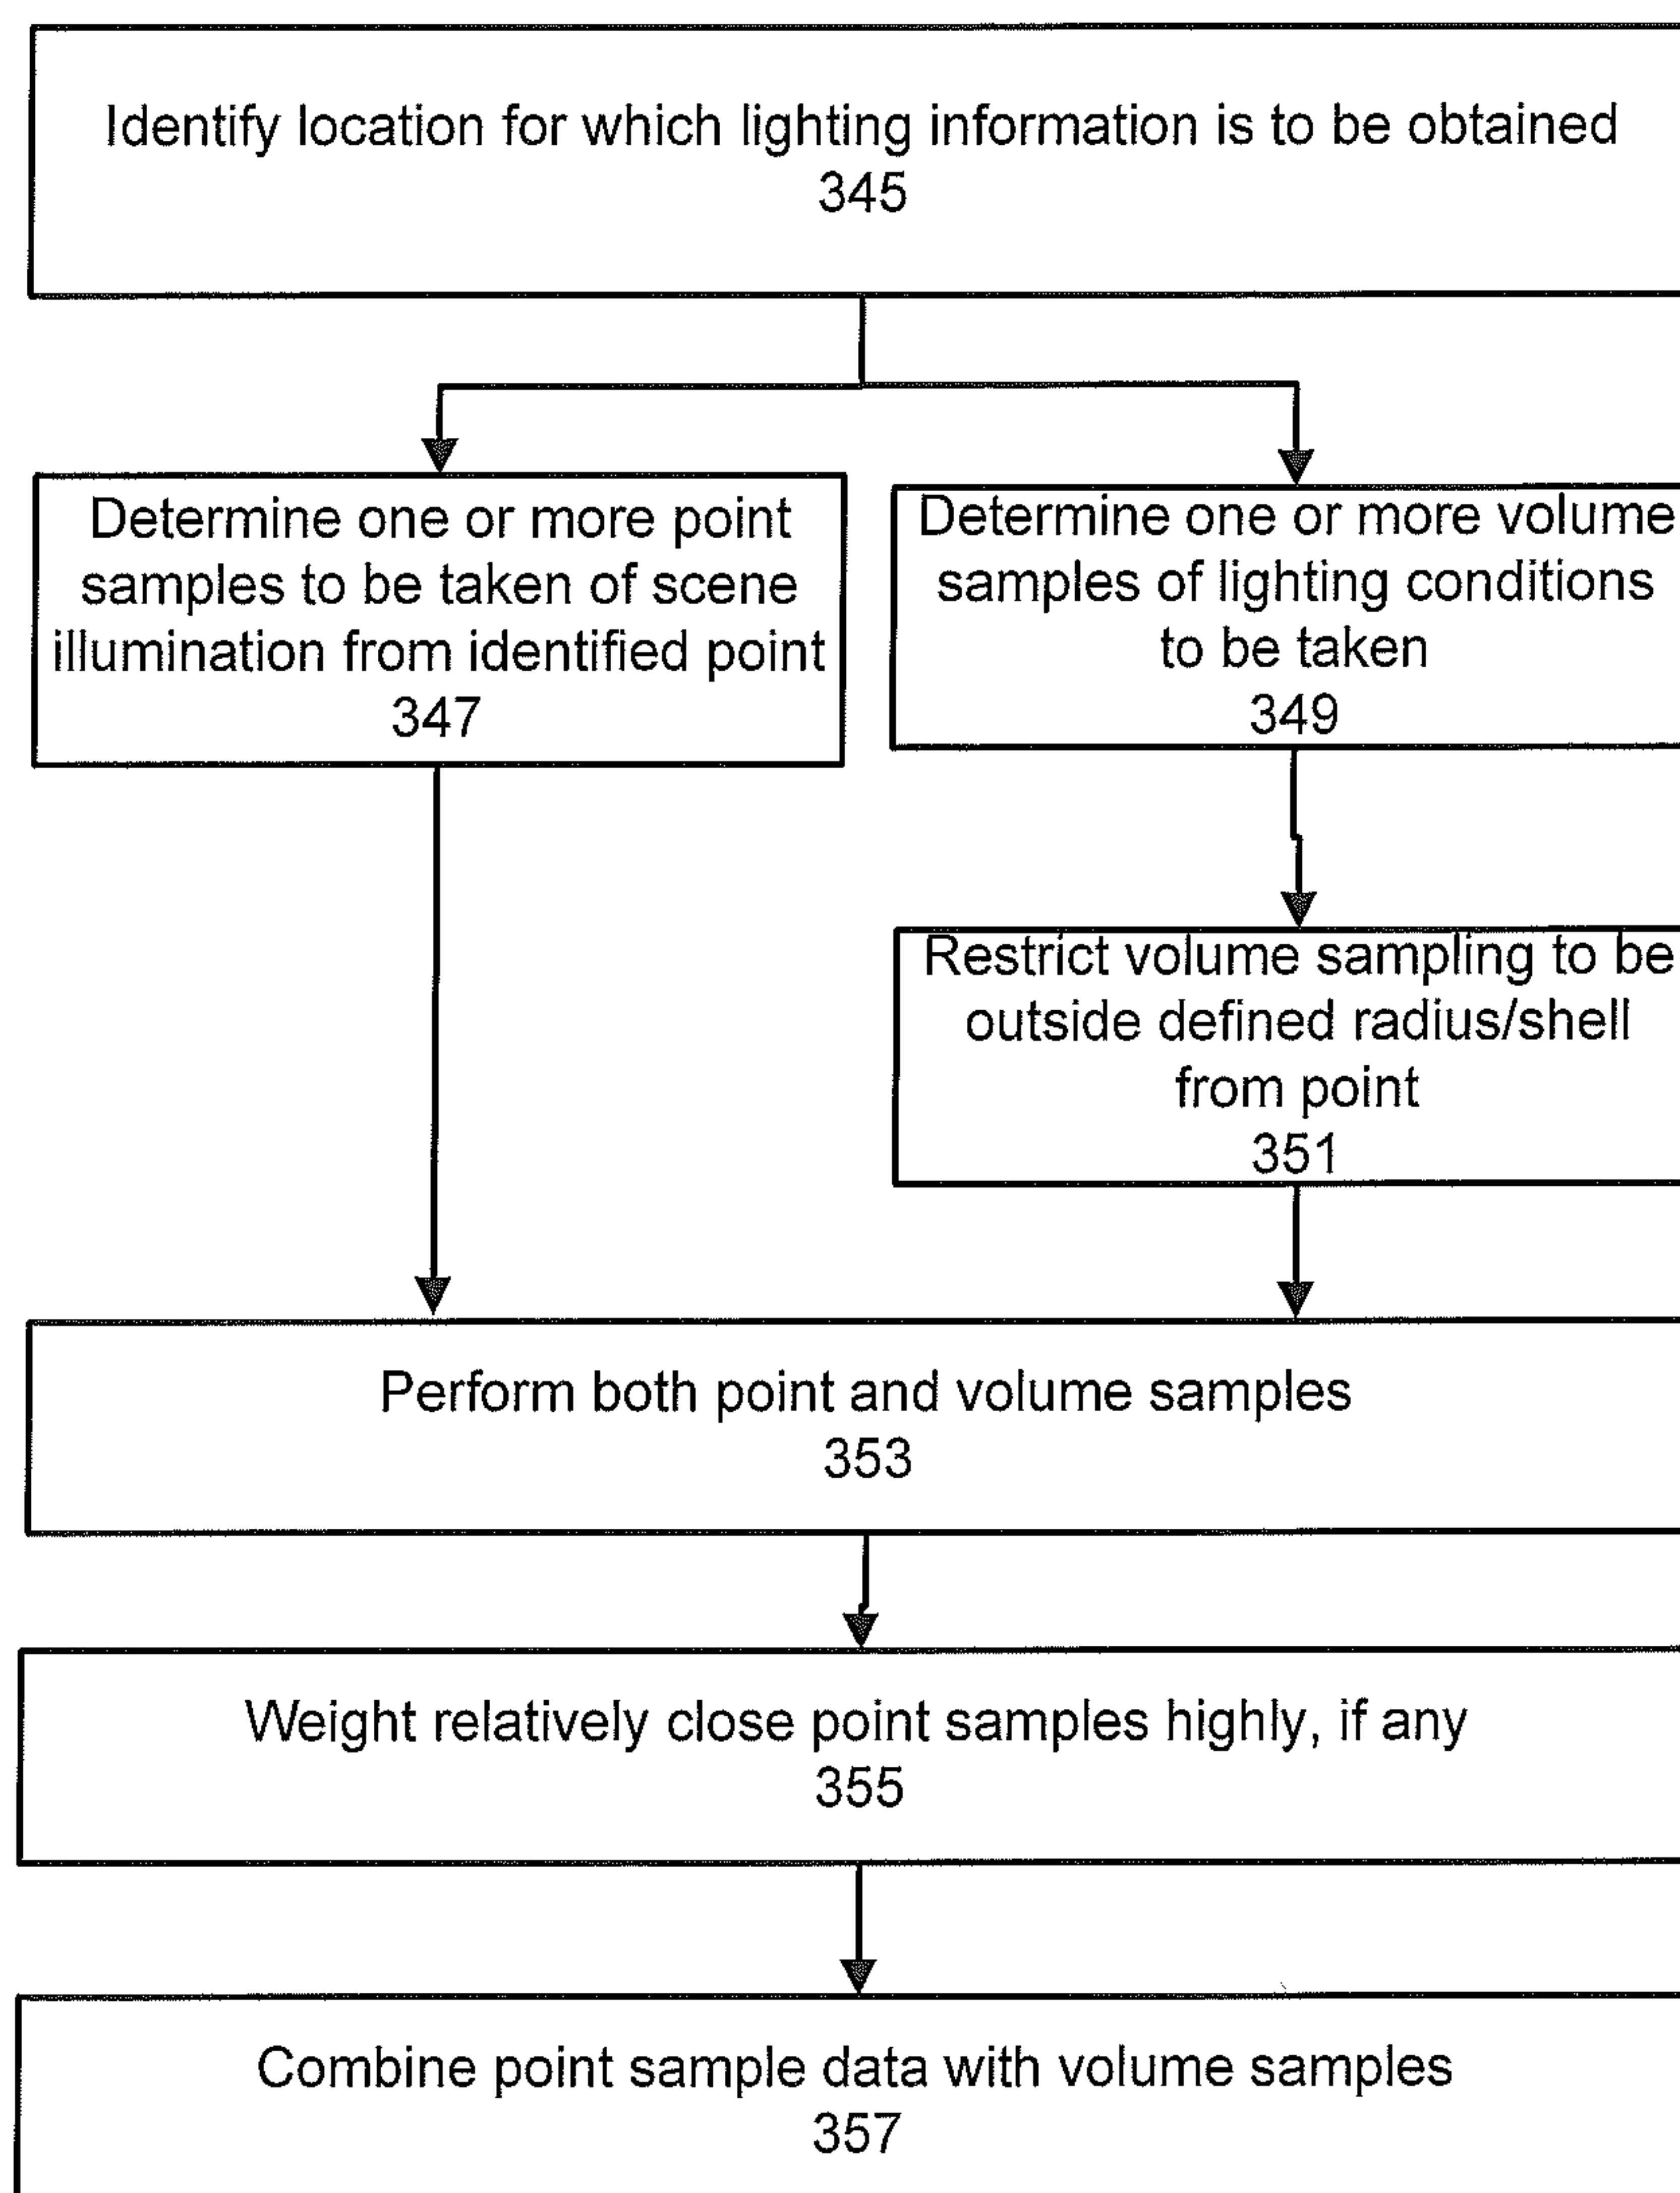 Identify location for which lighting information is to be obtained
345
Determine one or more point
samples to be taken of scene
illumination from identified point
347
Determine one or more volume
samples of lighting conditions
to be taken
349
Restrict volume sampling to be
outside defined radius/shell
from point
351
Perform both point and volume samples
353
Weight relatively close point samples highly, if any
355
Combine point sample data with volume samples
357